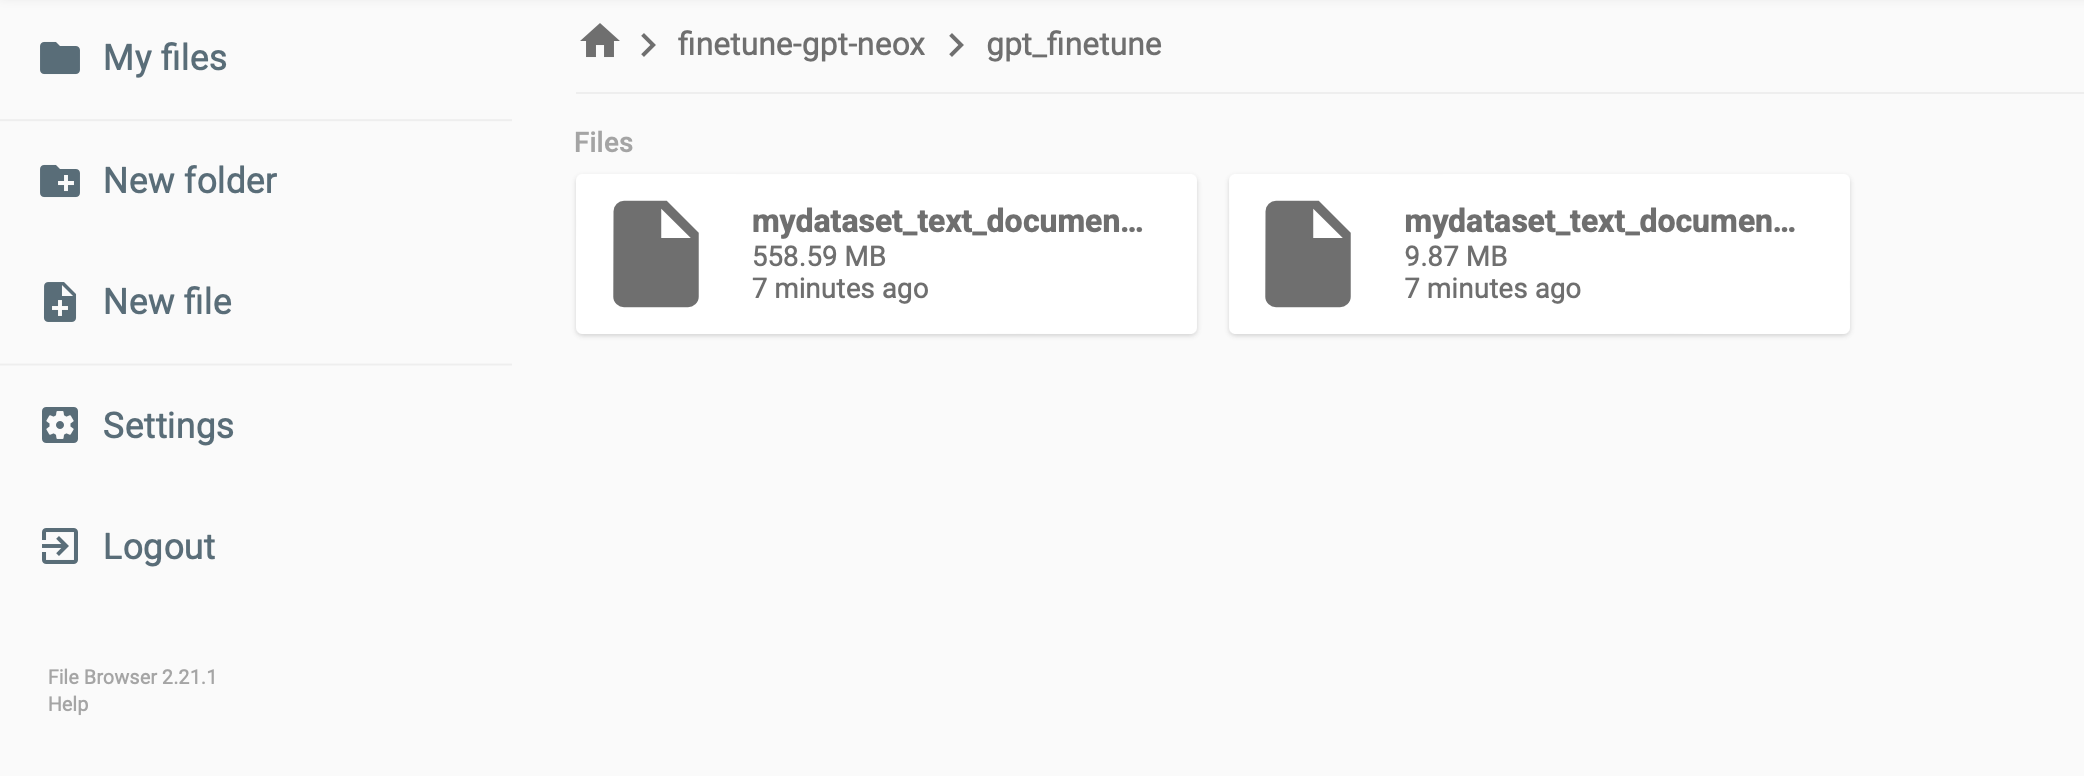 My files
New folder
New file
Settings
Logout
File Browser 2.21.1
Help
finetune-gpt-neox gpt_finetune
Files
mydataset_text_documen...
558.59 MB
7 minutes ago
mydataset_text_documen...
9.87 MB
7 minutes ago